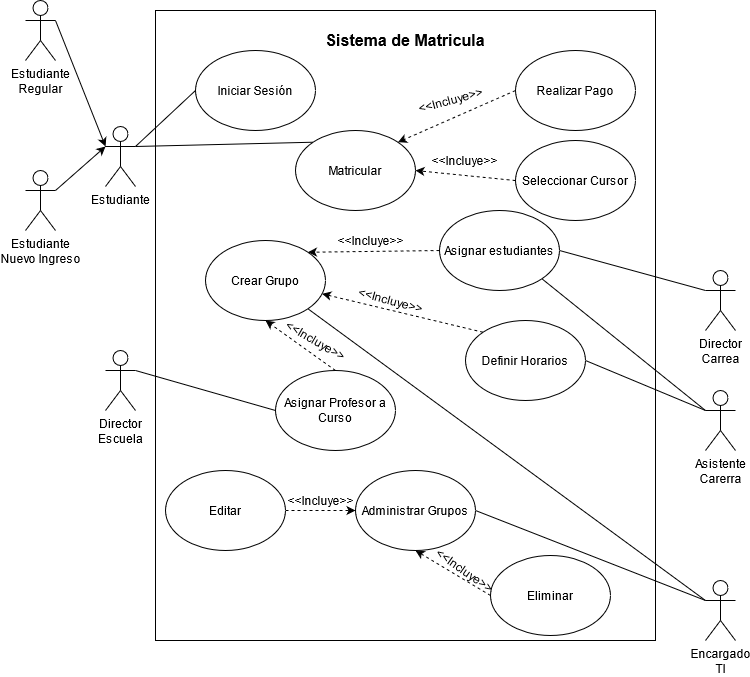 Sistema de Matricula
Estudiante
Regular
Iniciar Sesión
<<Incluye>>
Realizar Pago
Matricular
<<Incluye>>
Seleccionar Cursor
Estudiante
Estudiante
Nuevo Ingreso
<<Incluye>>
Asignar estudiantes
Crear Grupo
<<Incluye>>
Definir Horarios
Director
Carrea
<<Incluye>>
Asignar Profesor a
Curso
Director
Escuela
Asistente
Carerra
Editar
<<Incluye>>
Administrar Grupos
<<Incluye>>
Eliminar
Encargado
TI